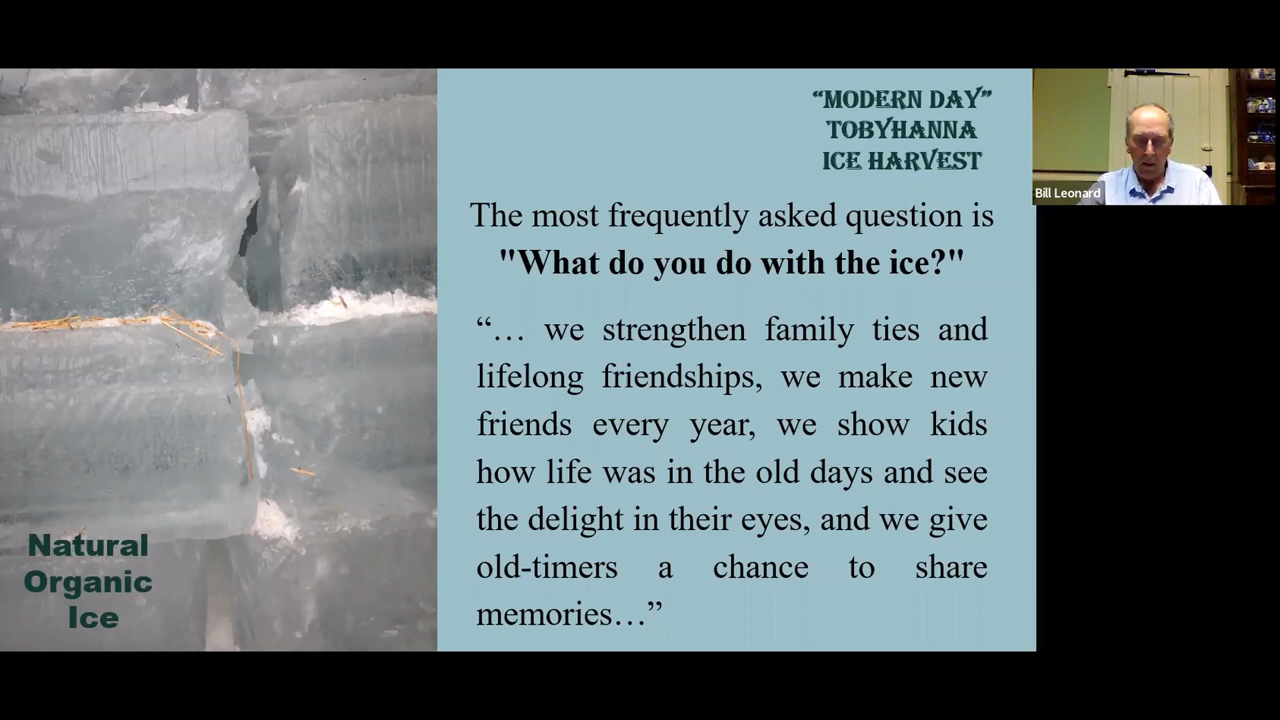 “MODERN DAY”
TOBYHANNA
ICE HARVEST
The most frequently asked question is
"What do you do with the ice?"
“… we strengthen family ties and
lifelong friendships, we make new
friends every year, we show kids
how life was in the old days and see
the delight in their eyes, and we give
old-timers a chance to share
memories…”
Natural
Organic
Ice
Bill Leonard